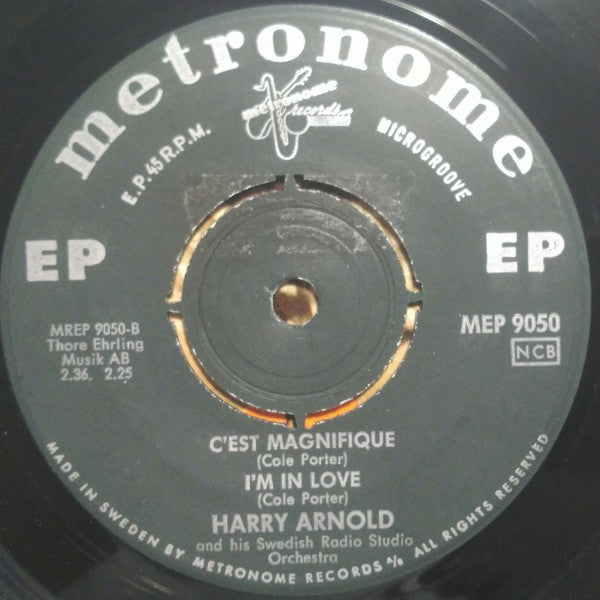 metronome
metronome
records
E.P. 45 R.P.M.
MICROGROOVE
EP
EP
MREP 9050-B
Thore Ehrling
Musik AB
2.36. 2.25
MEP 9050
NCB
C'EST MAGNIFIQUE
(Cole Porter)
I'M IN LOVE
(Cole Porter)
HARRY ARNOLD
and his Swedish Radio Studio
Orchestra
MADE IN SWEDEN BY METRONOME RECORDS A/B ALL RIGHTS RESERVED